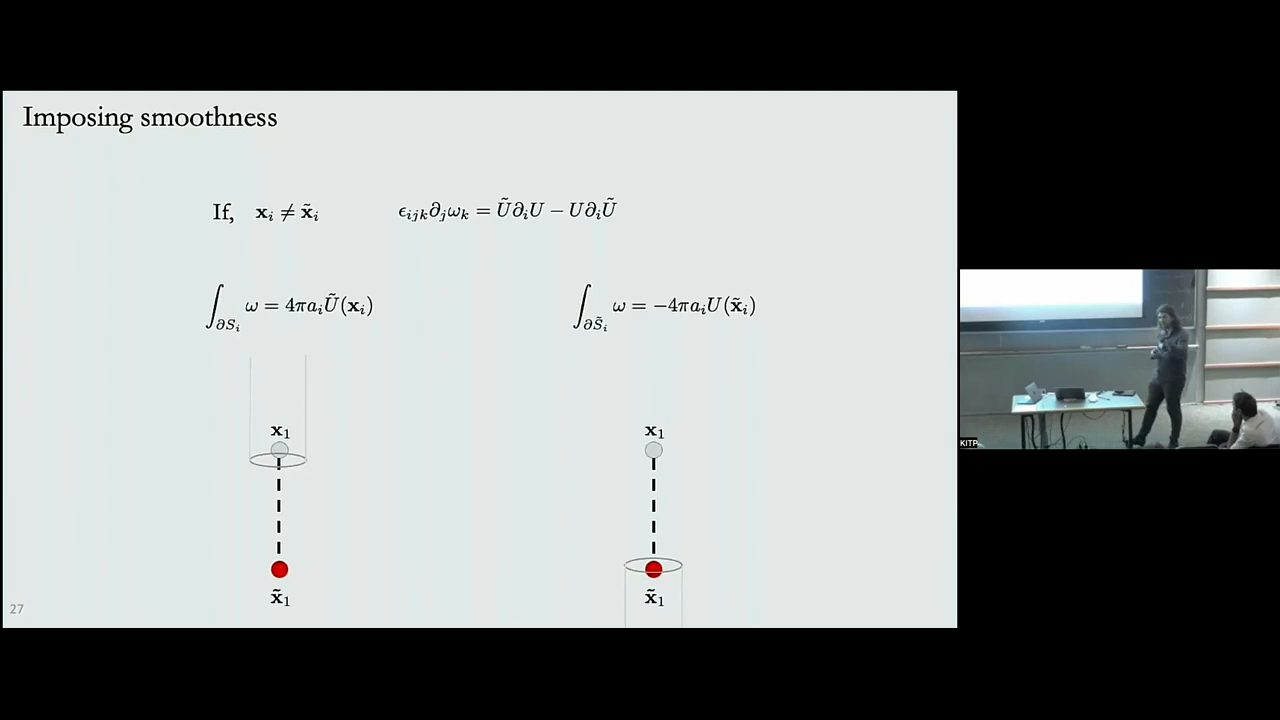 Imposing smoothness
If, 𝐱ᵢ ≠ 𝐱̃ᵢ  ϵᵢⱼₖ∂ⱼωₖ = Ũ∂ᵢU − U∂ᵢŨ
∫_{∂Sᵢ} ω = 4πaᵢŨ(𝐱ᵢ)  ∫_{∂S̃ᵢ} ω = −4πaᵢU(𝐱̃ᵢ)
𝐱₁  𝐱₁
𝐱̃₁  𝐱̃₁
27
KITP